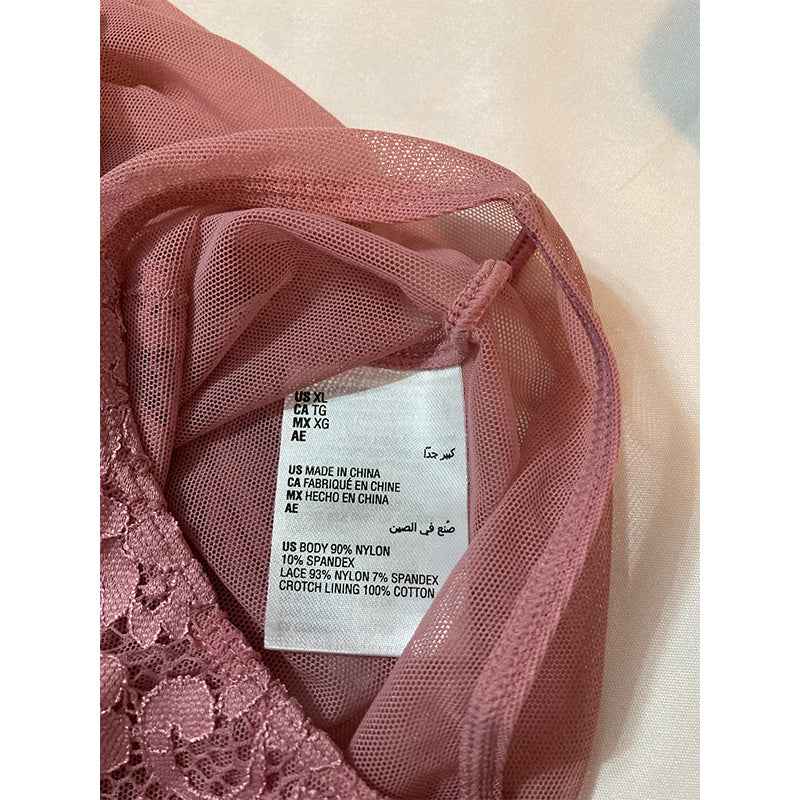 US XL
CA TG
MX XG
AE
كبير جدًا
US MADE IN CHINA
CA FABRIQUÉ EN CHINE
MX HECHO EN CHINA
AE
صُنع في الصين
US BODY 90% NYLON
10% SPANDEX
LACE 93% NYLON 7% SPANDEX
CROTCH LINING 100% COTTON